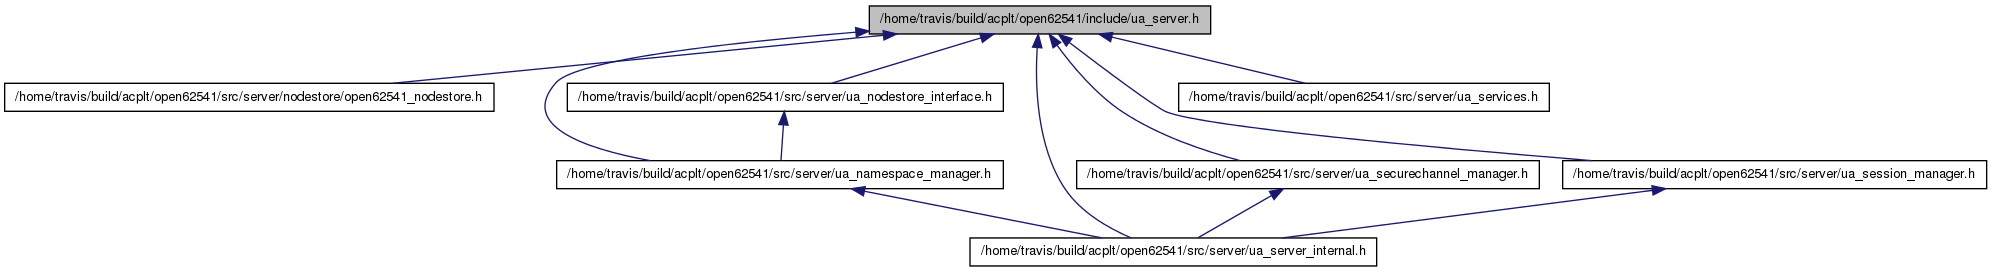 /home/travis/build/acplt/open62541/include/ua_server.h
/home/travis/build/acplt/open62541/src/server/nodestore/open62541_nodestore.h
/home/travis/build/acplt/open62541/src/server/ua_nodestore_interface.h
/home/travis/build/acplt/open62541/src/server/ua_services.h
/home/travis/build/acplt/open62541/src/server/ua_namespace_manager.h
/home/travis/build/acplt/open62541/src/server/ua_securechannel_manager.h
/home/travis/build/acplt/open62541/src/server/ua_session_manager.h
/home/travis/build/acplt/open62541/src/server/ua_server_internal.h